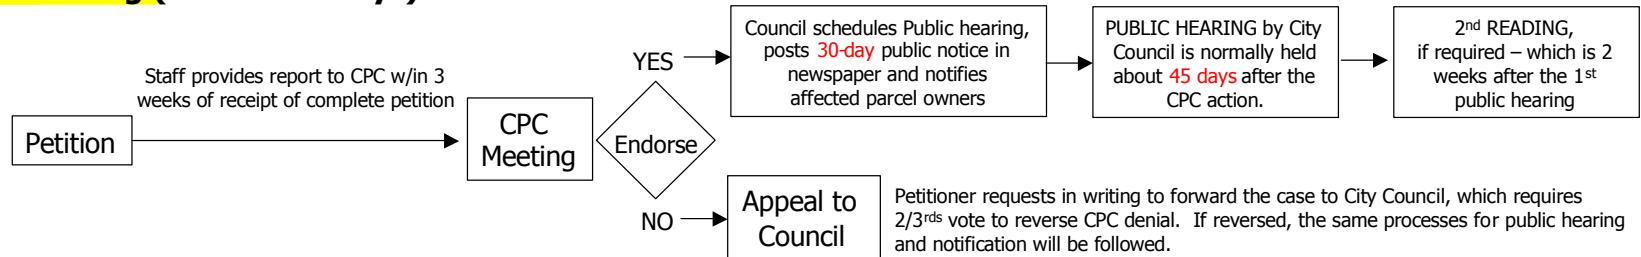 Staff provides report to CPC w/in 3
weeks of receipt of complete petition
Petition
CPC
Meeting
Endorse
YES
Council schedules Public hearing,
posts 30-day public notice in
newspaper and notifies
affected parcel owners
PUBLIC HEARING by City
Council is normally held
about 45 days after the
CPC action.
2nd READING,
if required – which is 2
weeks after the 1st
public hearing
NO
Appeal to
Council
Petitioner requests in writing to forward the case to City Council, which requires
2/3rds vote to reverse CPC denial.  If reversed, the same processes for public hearing
and notification will be followed.